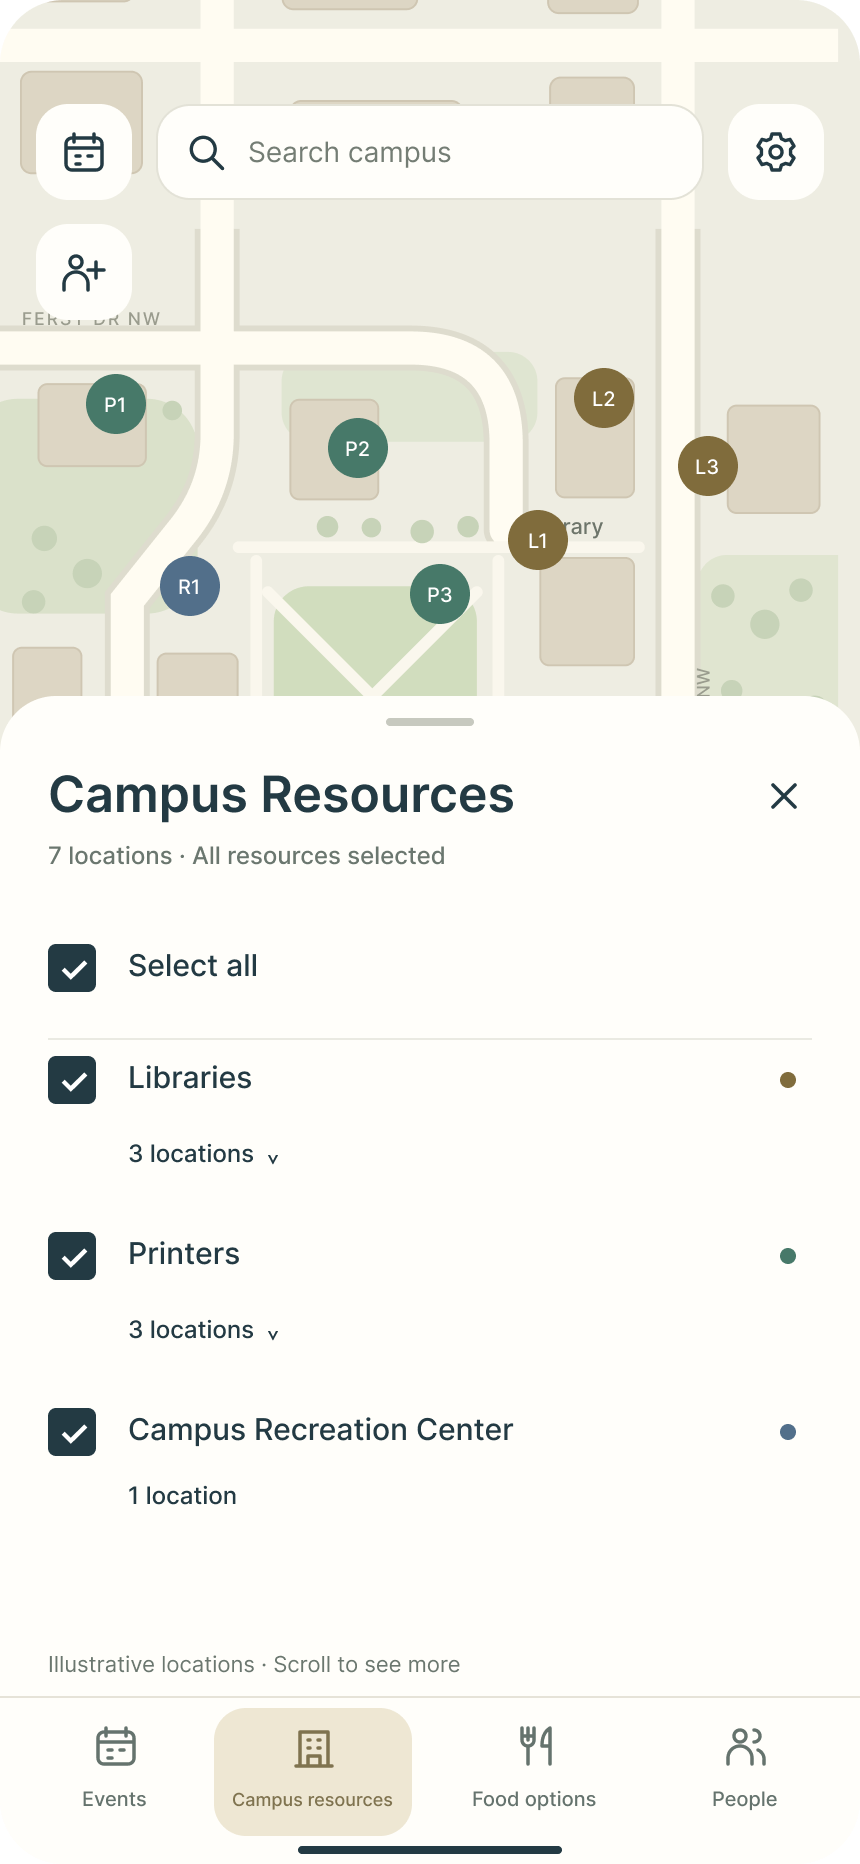 Search campus
DR NW
P1
L2
P2
L3
L1
R1
P3
NW
Campus Resources
7 locations · All resources selected
Select all
Libraries
3 locations
Printers
3 locations
Campus Recreation Center
1 location
Illustrative locations · Scroll to see more
Events
Campus resources
Food options
People